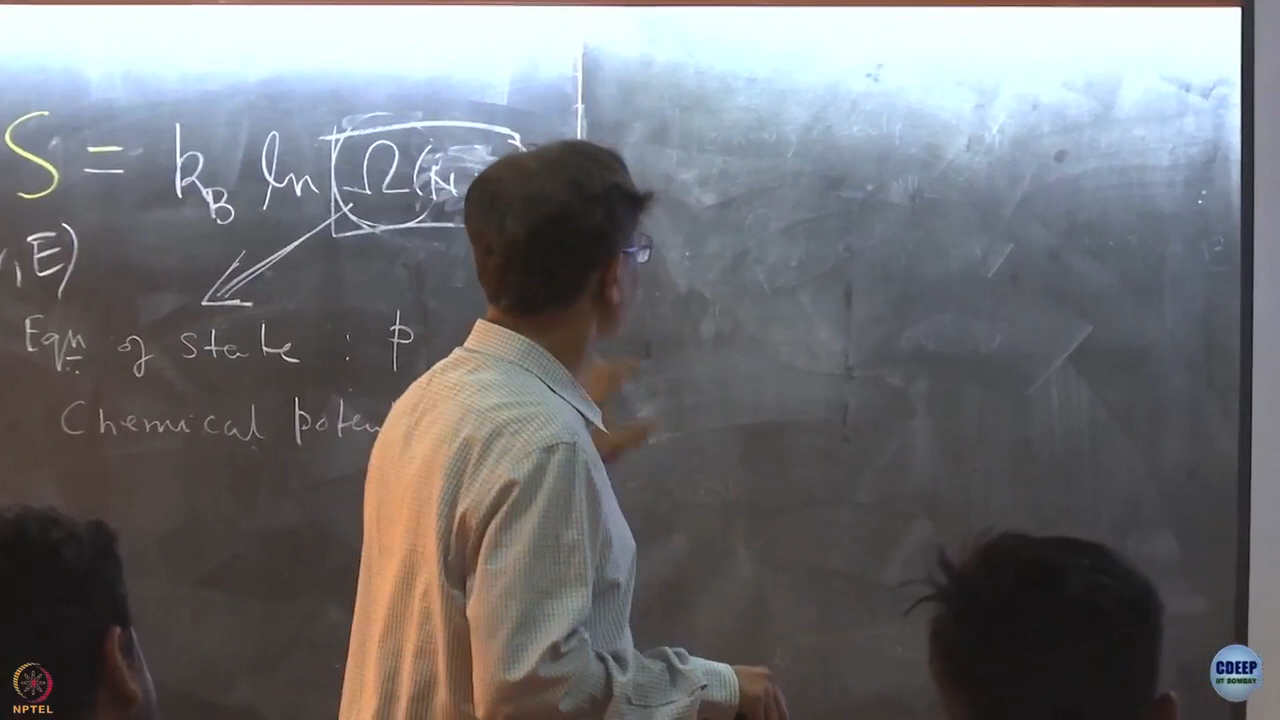 S = k_B ln Ω(N
,E)
Eqn of state : p
Chemical poten
NPTEL
CDEEP
IIT BOMBAY